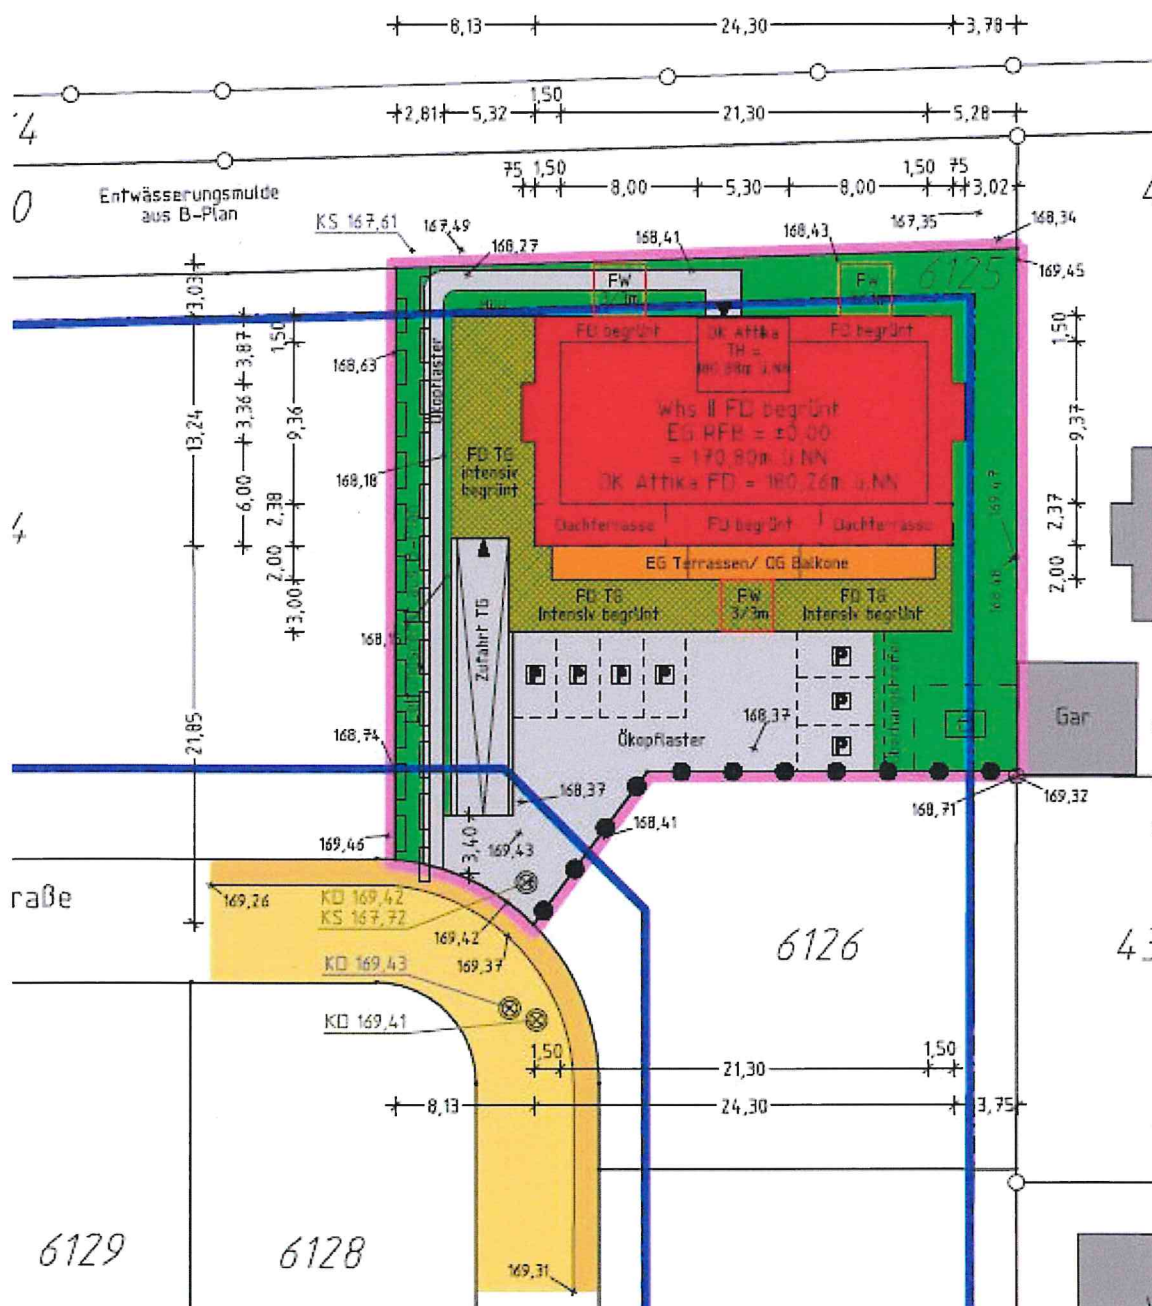 8,13 24,30 3,78
1,50
2,81 5,32 21,30 5,28
75 1,50 8,00 5,30 8,00 1,50 75 3,02
Entwässerungsmulde
aus B-Plan
KS 167,61 167,49 168,27 168,41 168,43 167,35 168,34
169,45
6125
0
4
3,03
1,50
3,87
13,24
3,36
9,36
6,00
2,38
2,00
3,00
21,85
168,63
168,18
168,74
169,46
Ökopflaster
FW
FW
FD begrünt
OK Attika
TH =
FD begrünt
Whs II FD begrünt
EG RFB = ±0,00
= 170,80m ü.NN
OK Attika FD = 180,26m ü.NN
Dachterrasse FD begrünt Dachterrasse
EG Terrassen/ OG Balkone
FD TG
intensiv
begrünt
FD TG
Intensiv begrünt
FW
3/3m
FD TG
Intensiv begrünt
1,50
9,37
2,37
2,00
169,47
168,48
Zufahrt TG
P P P P
P
P
P
168,37
Ökopflaster
Gar
168,37
168,41
169,43
3,40
168,71
169,32
raße
169,26
KD 169,42
KS 167,72
169,42
169,37
KD 169,43
KD 169,41
6126
1,50 21,30 1,50
8,13 24,30 3,75
6129
6128
169,31